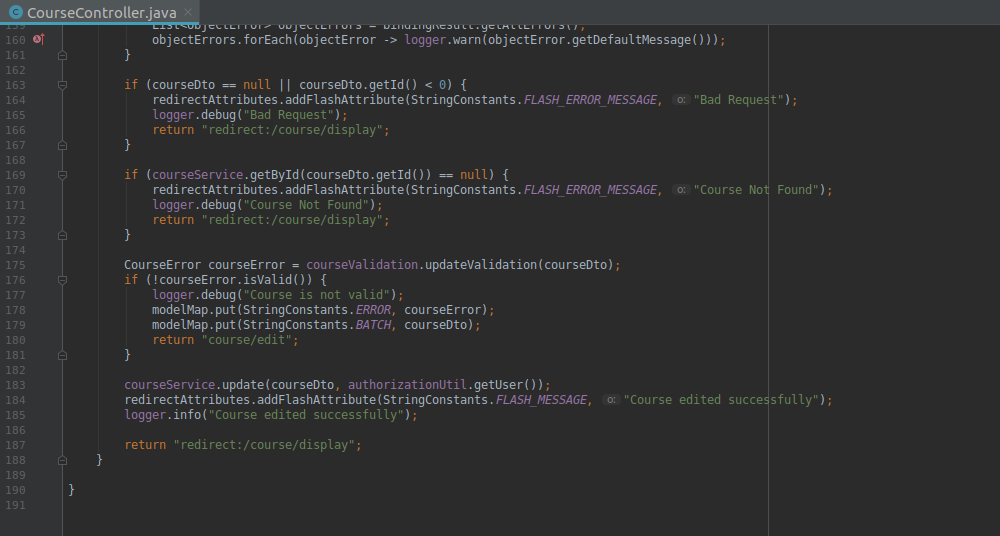 CourseController.java
159 List<ObjectError> objectErrors = bindingResult.getAllErrors();
160 objectErrors.forEach(objectError -> logger.warn(objectError.getDefaultMessage()));
161 }
162
163 if (courseDto == null || courseDto.getId() < 0) {
164 redirectAttributes.addFlashAttribute(StringConstants.FLASH_ERROR_MESSAGE, o: "Bad Request");
165 logger.debug("Bad Request");
166 return "redirect:/course/display";
167 }
168
169 if (courseService.getById(courseDto.getId()) == null) {
170 redirectAttributes.addFlashAttribute(StringConstants.FLASH_ERROR_MESSAGE, o: "Course Not Found");
171 logger.debug("Course Not Found");
172 return "redirect:/course/display";
173 }
174
175 CourseError courseError = courseValidation.updateValidation(courseDto);
176 if (!courseError.isValid()) {
177 logger.debug("Course is not valid");
178 modelMap.put(StringConstants.ERROR, courseError);
179 modelMap.put(StringConstants.BATCH, courseDto);
180 return "course/edit";
181 }
182
183 courseService.update(courseDto, authorizationUtil.getUser());
184 redirectAttributes.addFlashAttribute(StringConstants.FLASH_MESSAGE, o: "Course edited successfully");
185 logger.info("Course edited successfully");
186
187 return "redirect:/course/display";
188 }
189
190 }
191